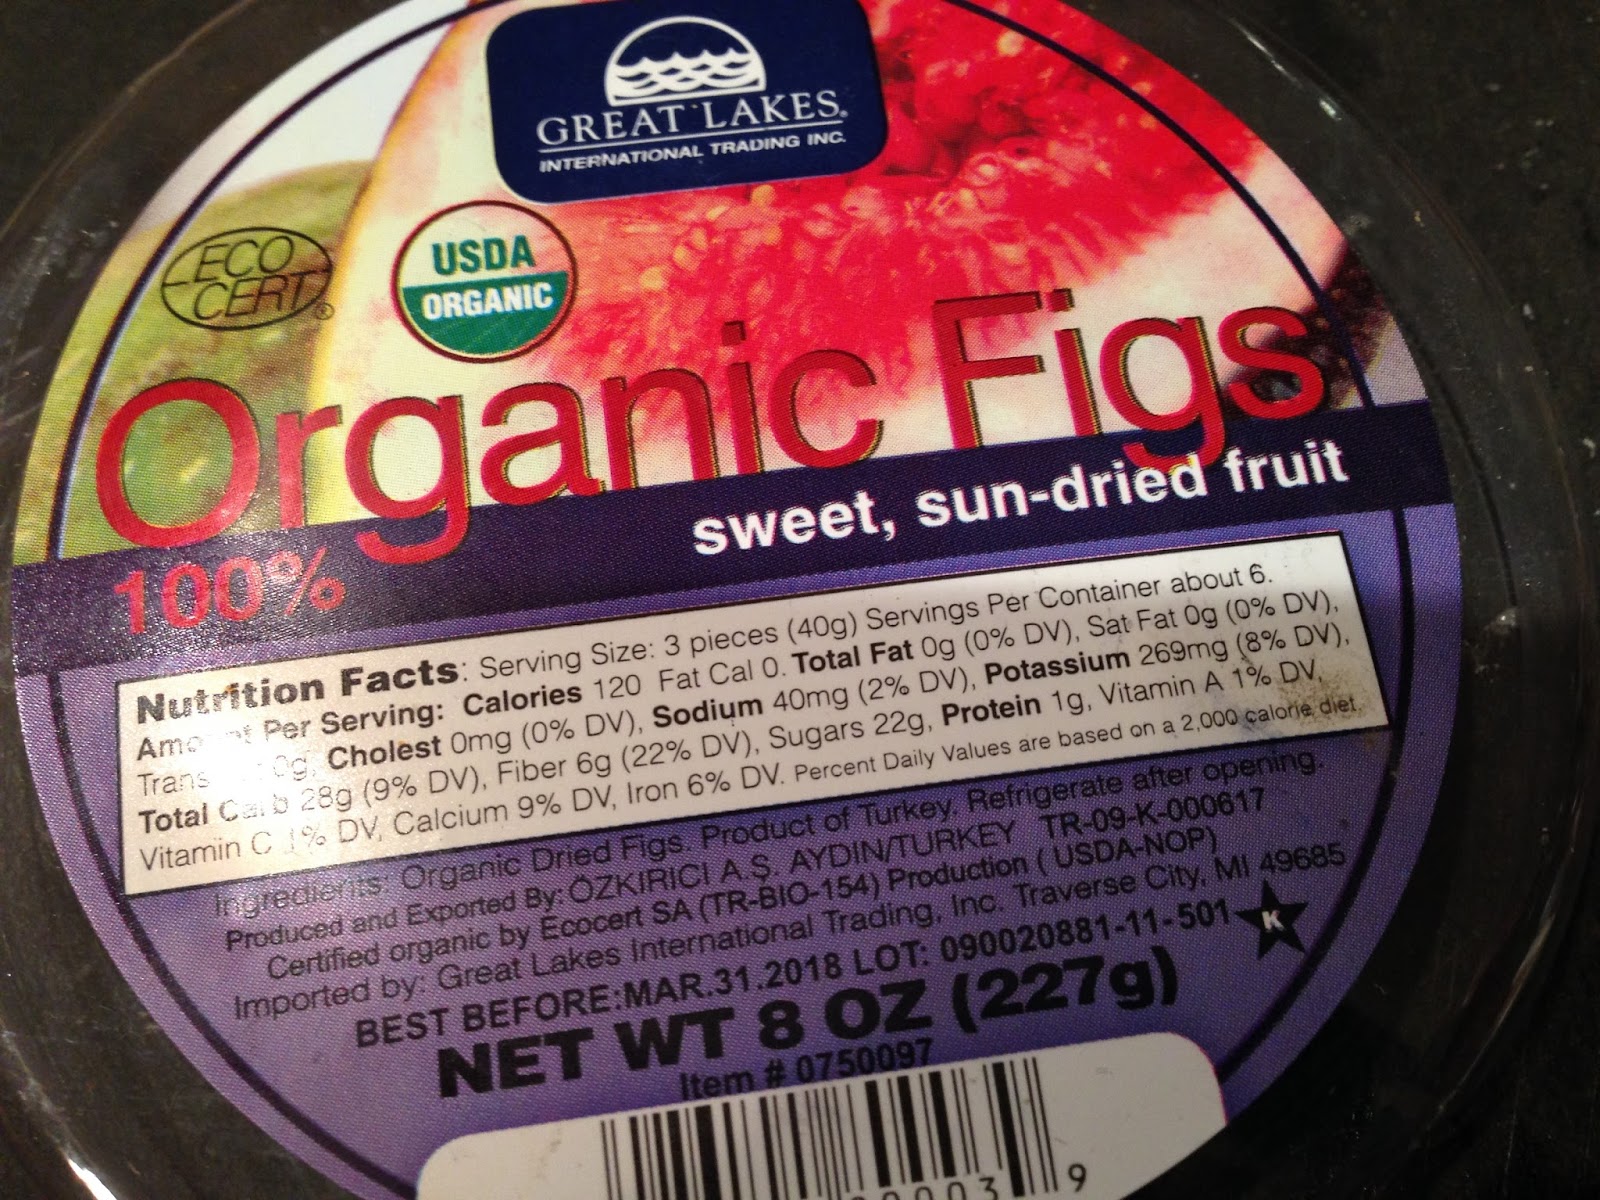 GREAT LAKES®
INTERNATIONAL TRADING INC.
ECO
CERT®
USDA
ORGANIC
Organic Figs
sweet, sun-dried fruit
100%
Nutrition Facts: Serving Size: 3 pieces (40g) Servings Per Container about 6.
Amount Per Serving: Calories 120 Fat Cal 0. Total Fat 0g (0% DV), Sat Fat 0g (0% DV),
Trans 0g, Cholest 0mg (0% DV), Sodium 40mg (2% DV), Potassium 269mg (8% DV),
Total Carb 28g (9% DV), Fiber 6g (22% DV), Sugars 22g, Protein 1g, Vitamin A 1% DV,
Vitamin C 1% DV, Calcium 9% DV, Iron 6% DV. Percent Daily Values are based on a 2,000 calorie diet.
Ingredients: Organic Dried Figs. Product of Turkey. Refrigerate after opening.
Produced and Exported By: ÖZKIRICI A.Ş. AYDIN/TURKEY TR-09-K-000617
Certified organic by Ecocert SA (TR-BIO-154) Production ( USDA-NOP)
Imported by: Great Lakes International Trading, Inc. Traverse City, MI 49685
BEST BEFORE:MAR.31.2018 LOT: 090020881-11-501
K
NET WT 8 OZ (227g)
Item # 0750097
9